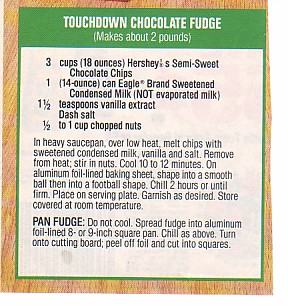 TOUCHDOWN CHOCOLATE FUDGE
(Makes about 2 pounds)
3 cups (18 ounces) Hershey's Semi-Sweet
Chocolate Chips
1 (14-ounce) can Eagle® Brand Sweetened
Condensed Milk (NOT evaporated milk)
1½ teaspoons vanilla extract
Dash salt
½ to 1 cup chopped nuts
In heavy saucepan, over low heat, melt chips with
sweetened condensed milk, vanilla and salt. Remove
from heat; stir in nuts. Cool 10 to 12 minutes. On
aluminum foil-lined baking sheet, shape into a smooth
ball then into a football shape. Chill 2 hours or until
firm. Place on serving plate. Garnish as desired. Store
covered at room temperature.
PAN FUDGE: Do not cool. Spread fudge into aluminum
foil-lined 8- or 9-inch square pan. Chill as above. Turn
onto cutting board; peel off foil and cut into squares.